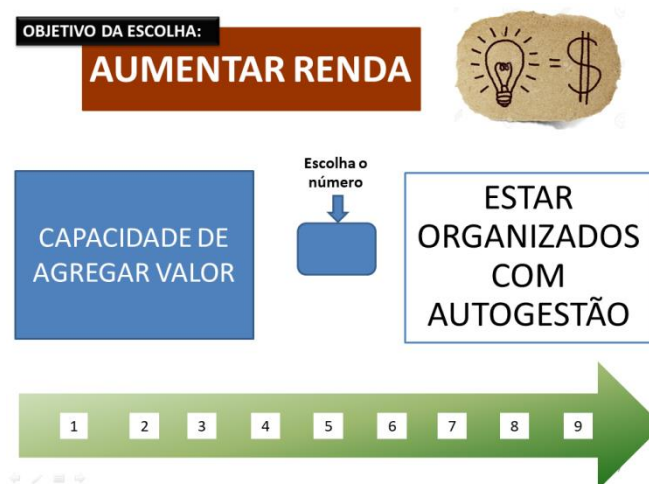 OBJETIVO DA ESCOLHA:
AUMENTAR RENDA
= $
Escolha o
número
CAPACIDADE DE
AGREGAR VALOR
ESTAR
ORGANIZADOS
COM
AUTOGESTÃO
1 2 3 4 5 6 7 8 9